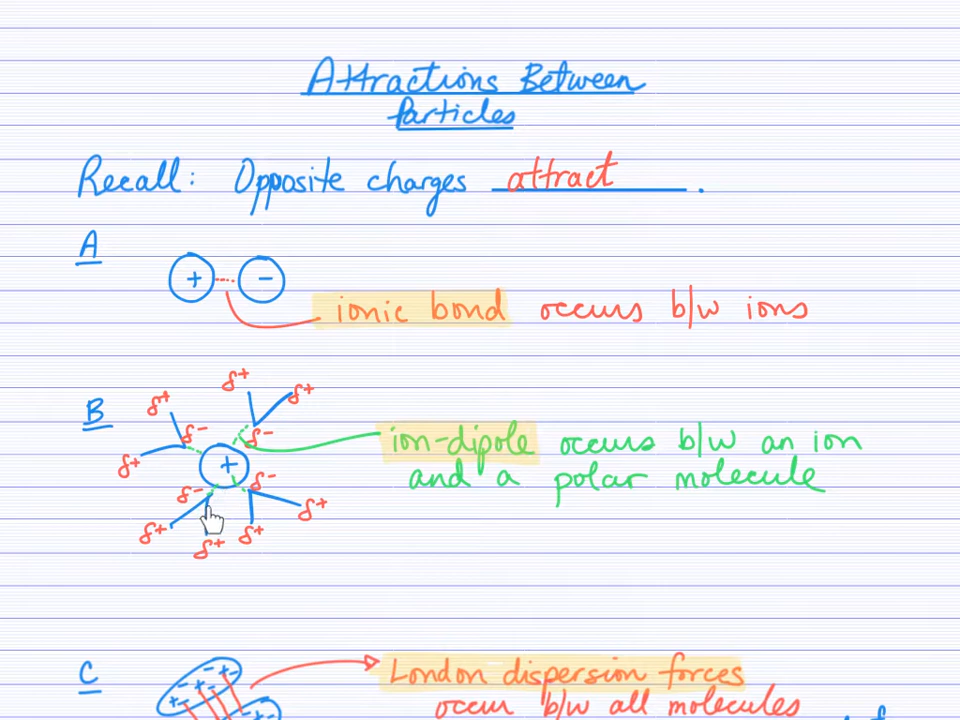 Attractions Between
Particles
Recall: Opposite charges attract.
A
+ -
ionic bond occurs b/w ions
B
δ+ δ+ δ+ δ+
δ- δ-
+
δ- δ-
δ+ δ+ δ+ δ+
ion-dipole occurs b/w an ion
and a polar molecule
C
London dispersion forces
occur b/w all molecules